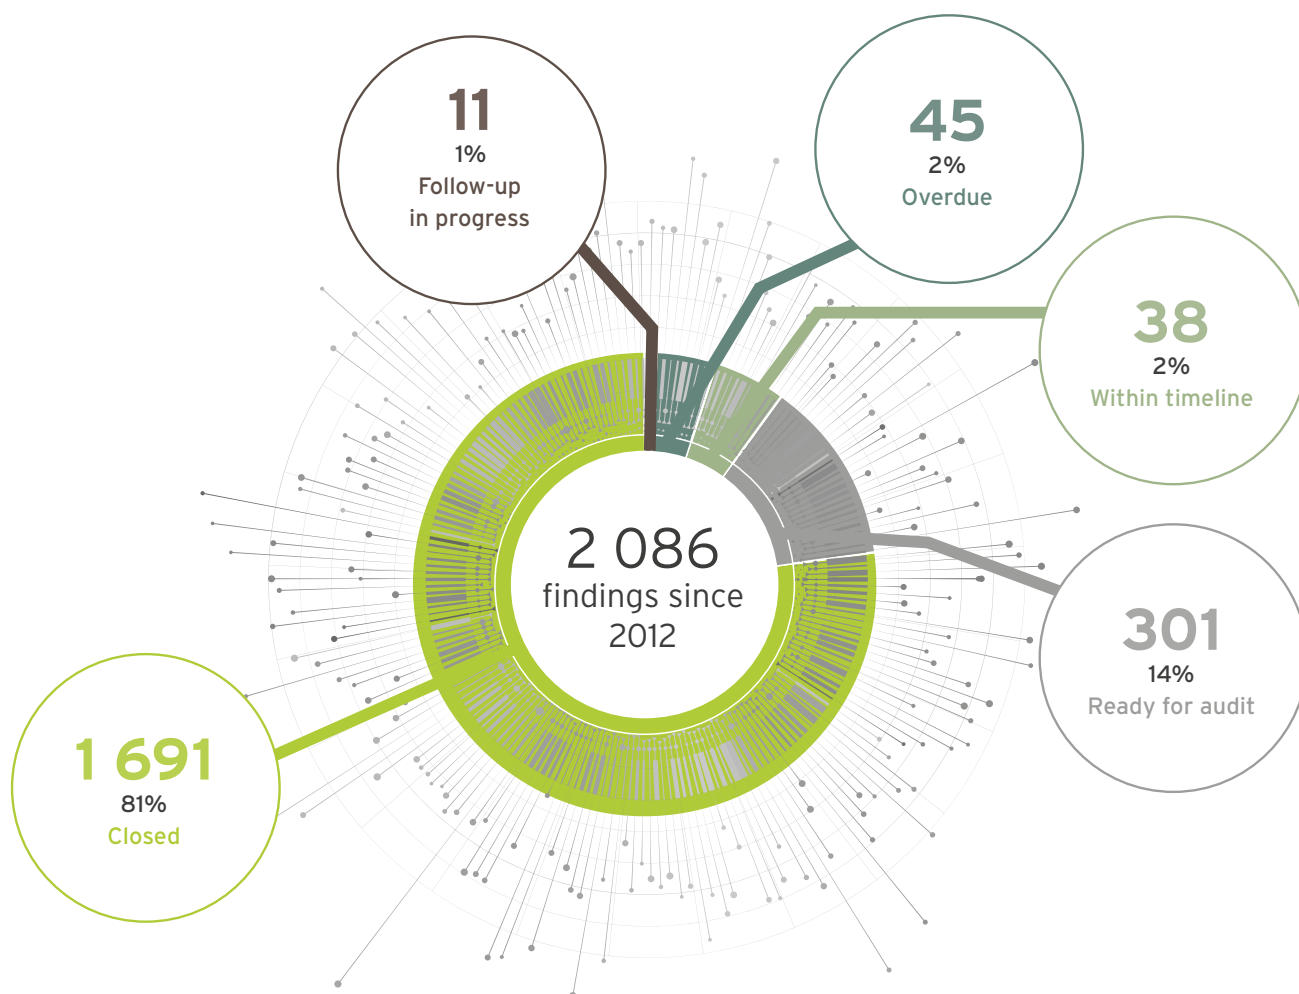 11
1%
Follow-up
in progress
45
2%
Overdue
38
2%
Within timeline
2 086
findings since
2012
301
14%
Ready for audit
1 691
81%
Closed